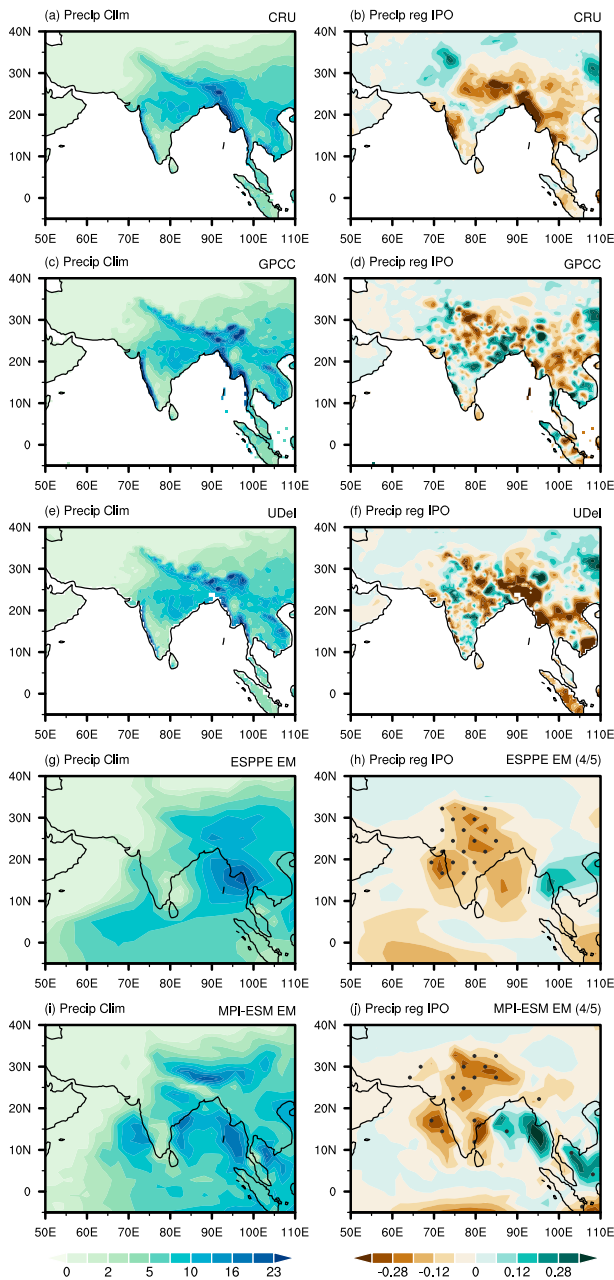 (a) Precip Clim CRU (b) Precip reg IPO CRU
40N 40N
30N 30N
20N 20N
10N 10N
0 0
50E 60E 70E 80E 90E 100E 110E 50E 60E 70E 80E 90E 100E 110E
(c) Precip Clim GPCC (d) Precip reg IPO GPCC
40N 40N
30N 30N
20N 20N
10N 10N
0 0
50E 60E 70E 80E 90E 100E 110E 50E 60E 70E 80E 90E 100E 110E
(e) Precip Clim UDel (f) Precip reg IPO UDel
40N 40N
30N 30N
20N 20N
10N 10N
0 0
50E 60E 70E 80E 90E 100E 110E 50E 60E 70E 80E 90E 100E 110E
(g) Precip Clim ESPPE EM (h) Precip reg IPO ESPPE EM (4/5)
40N 40N
30N 30N
20N 20N
10N 10N
0 0
50E 60E 70E 80E 90E 100E 110E 50E 60E 70E 80E 90E 100E 110E
(i) Precip Clim MPI-ESM EM (j) Precip reg IPO MPI-ESM EM (4/5)
40N 40N
30N 30N
20N 20N
10N 10N
0 0
50E 60E 70E 80E 90E 100E 110E 50E 60E 70E 80E 90E 100E 110E
0 2 5 10 16 23 -0.28 -0.12 0 0.12 0.28